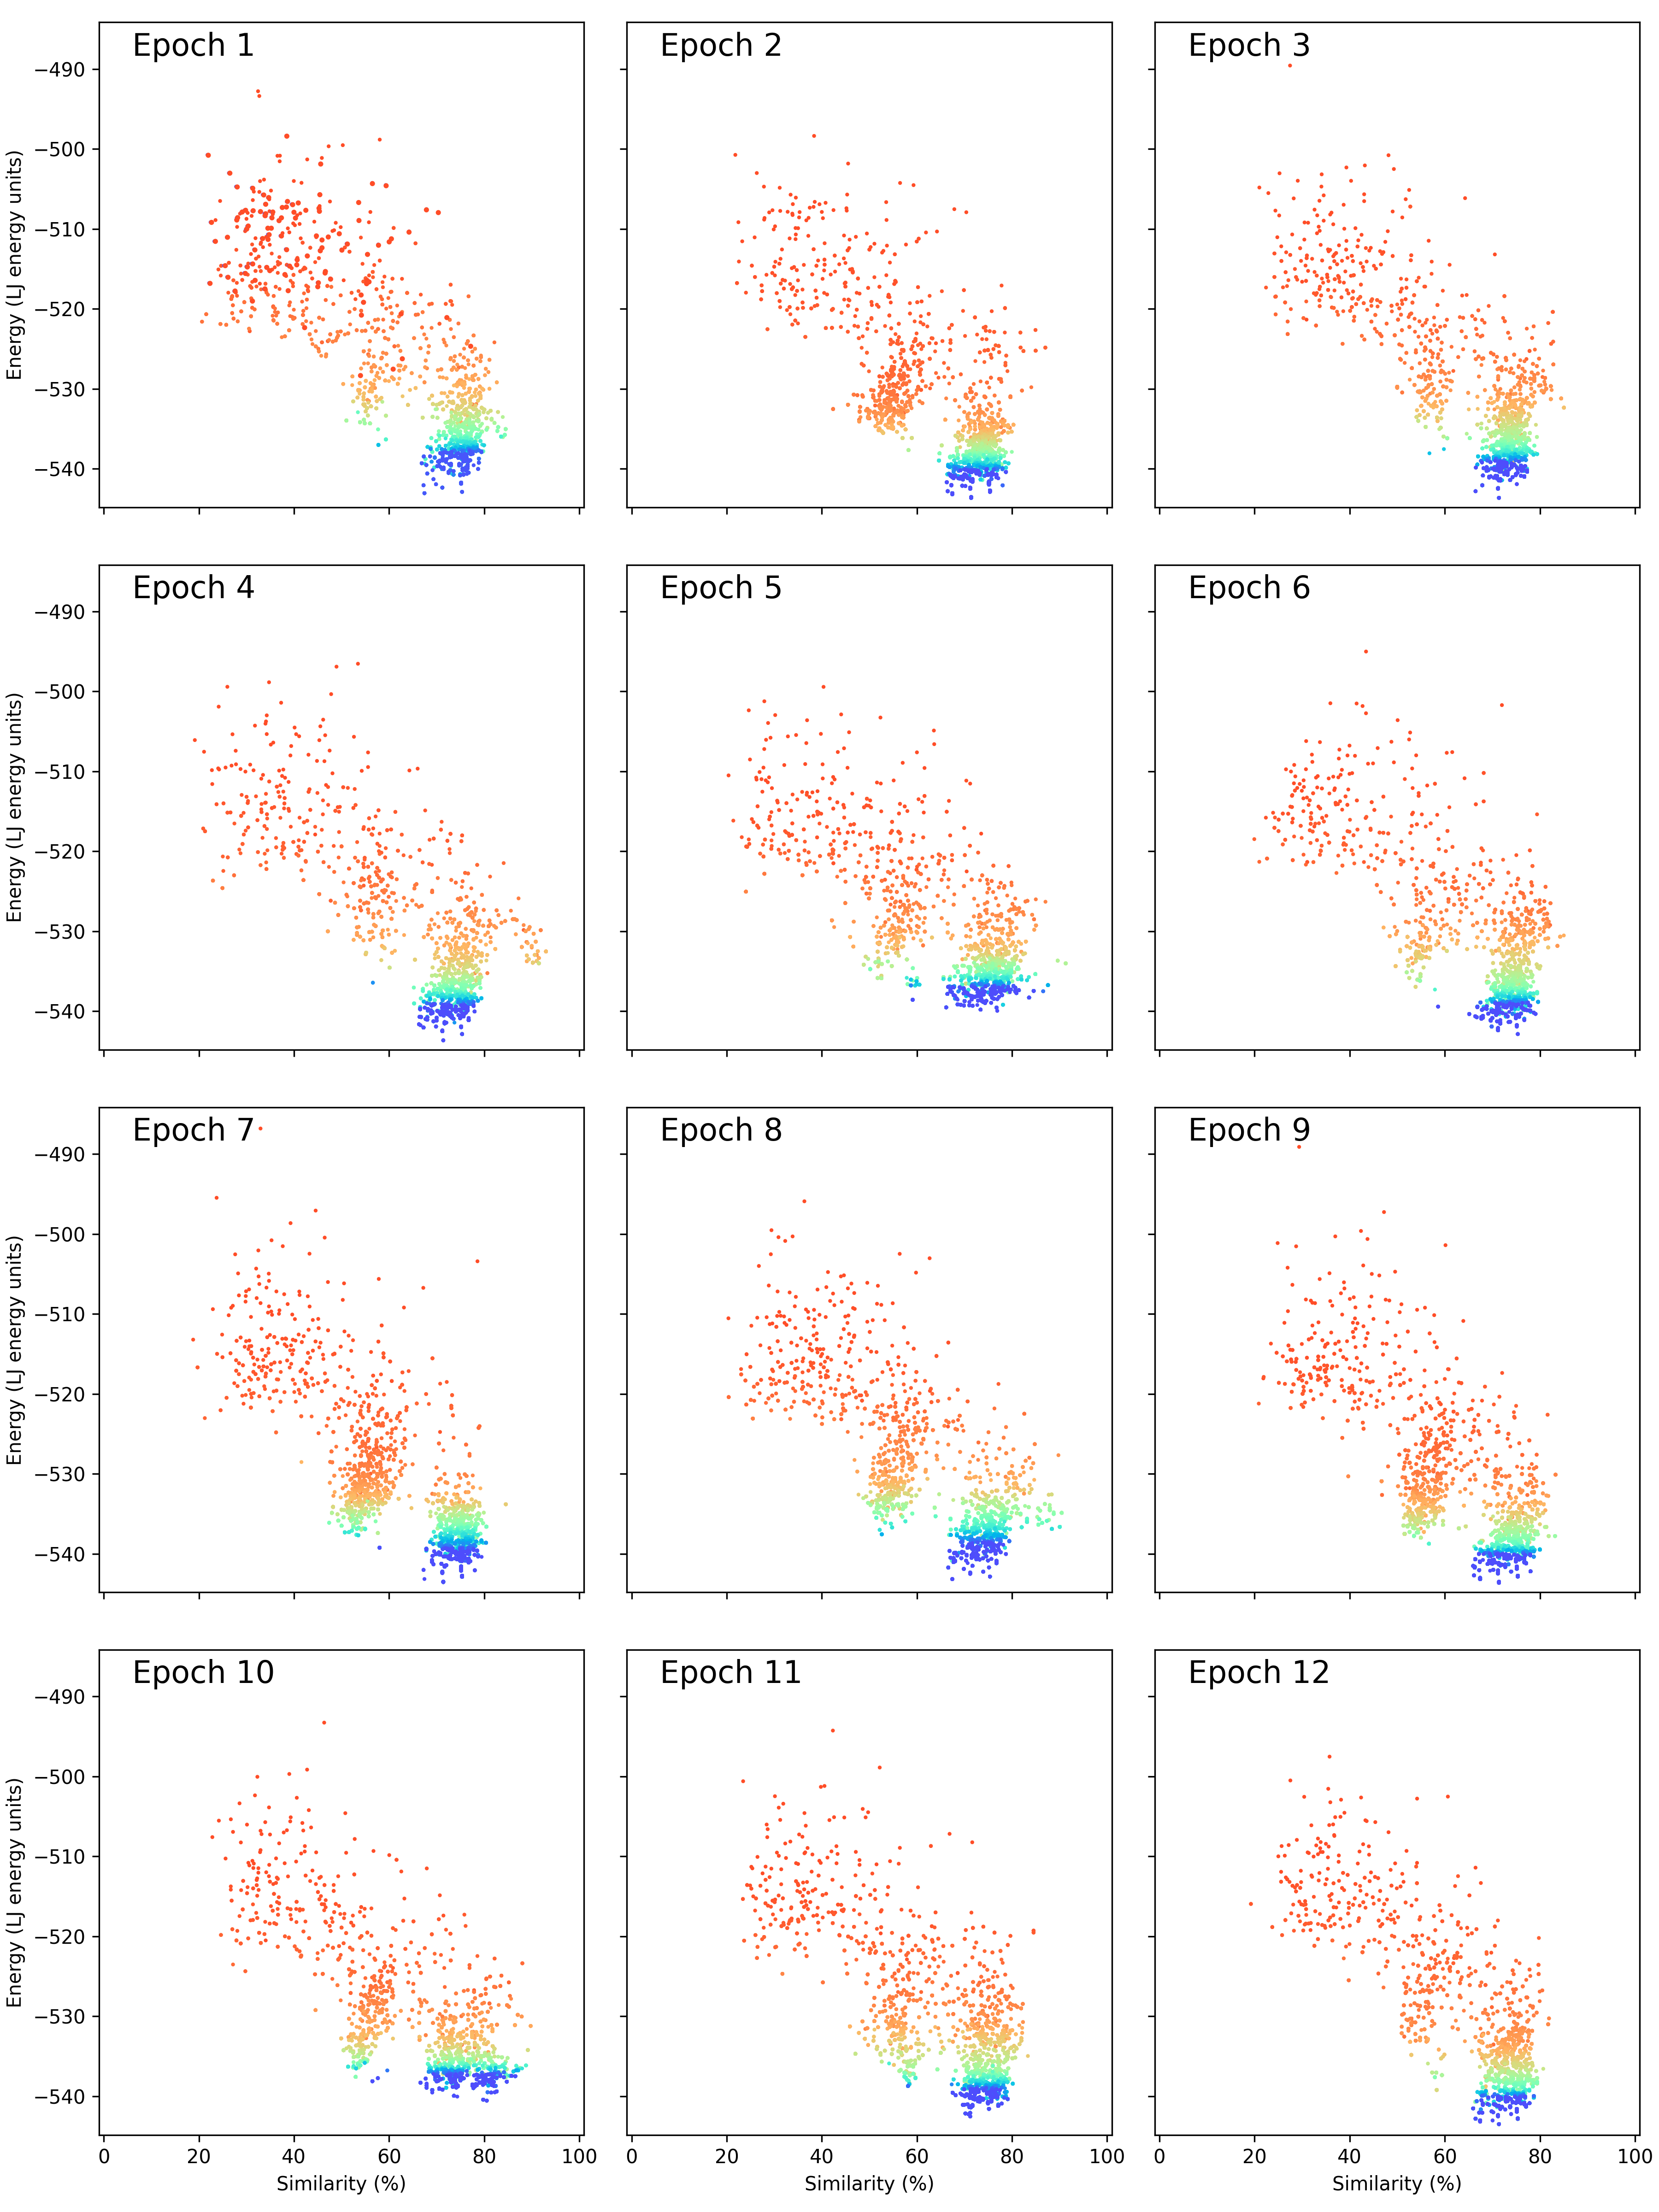 Epoch 1
Epoch 2
Epoch 3
Energy (LJ energy units)
−490
−500
−510
−520
−530
−540
Epoch 4
Epoch 5
Epoch 6
Energy (LJ energy units)
−490
−500
−510
−520
−530
−540
Epoch 7
Epoch 8
Epoch 9
Energy (LJ energy units)
−490
−500
−510
−520
−530
−540
Epoch 10
Epoch 11
Epoch 12
Energy (LJ energy units)
−490
−500
−510
−520
−530
−540
0 20 40 60 80 100
0 20 40 60 80 100
0 20 40 60 80 100
Similarity (%)
Similarity (%)
Similarity (%)